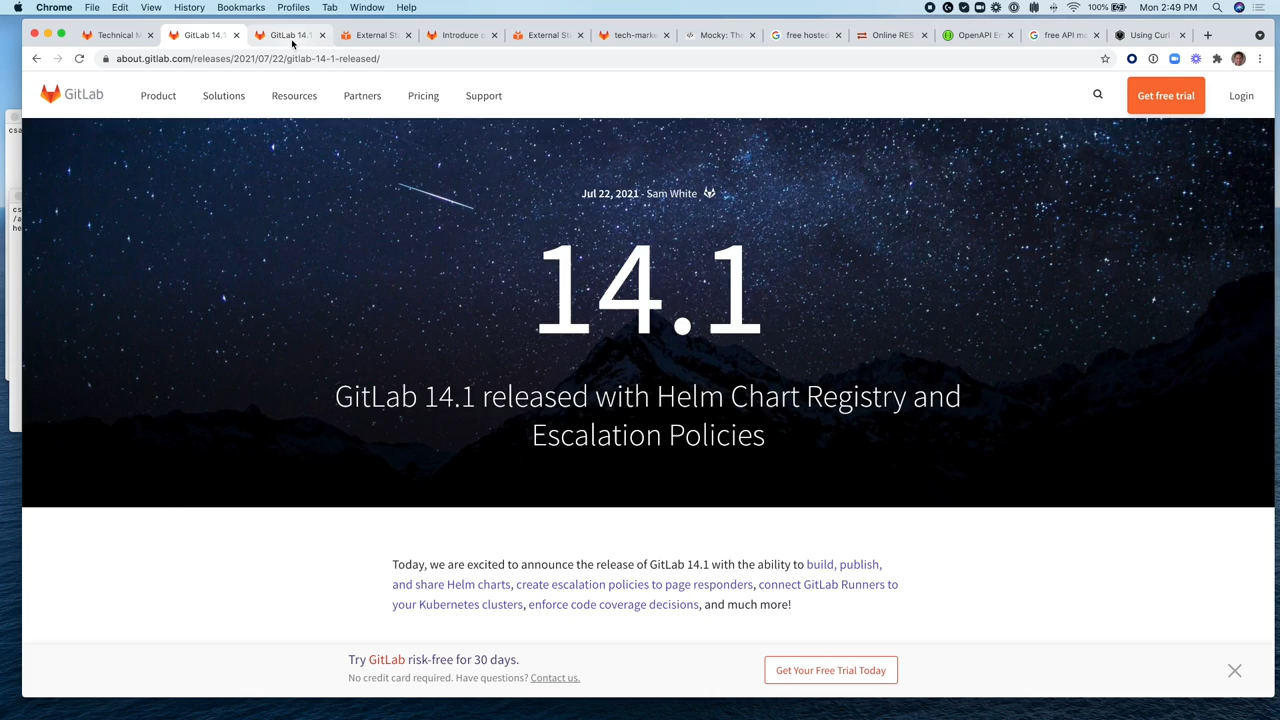 Chrome File Edit View History Bookmarks Profiles Tab Window Help 100% Mon 2:49 PM
Technical M GitLab 14.1 GitLab 14.1 External St Introduce c External St tech-marke Mocky: The free hosted Online RES OpenAPI En free API mo Using Curl
about.gitlab.com/releases/2021/07/22/gitlab-14-1-released/
GitLab Product Solutions Resources Partners Pricing Support Get free trial Login
Jul 22, 2021 - Sam White
14.1
GitLab 14.1 released with Helm Chart Registry and
Escalation Policies
Today, we are excited to announce the release of GitLab 14.1 with the ability to build, publish,
and share Helm charts, create escalation policies to page responders, connect GitLab Runners to
your Kubernetes clusters, enforce code coverage decisions, and much more!
Try GitLab risk-free for 30 days.
No credit card required. Have questions? Contact us.
Get Your Free Trial Today